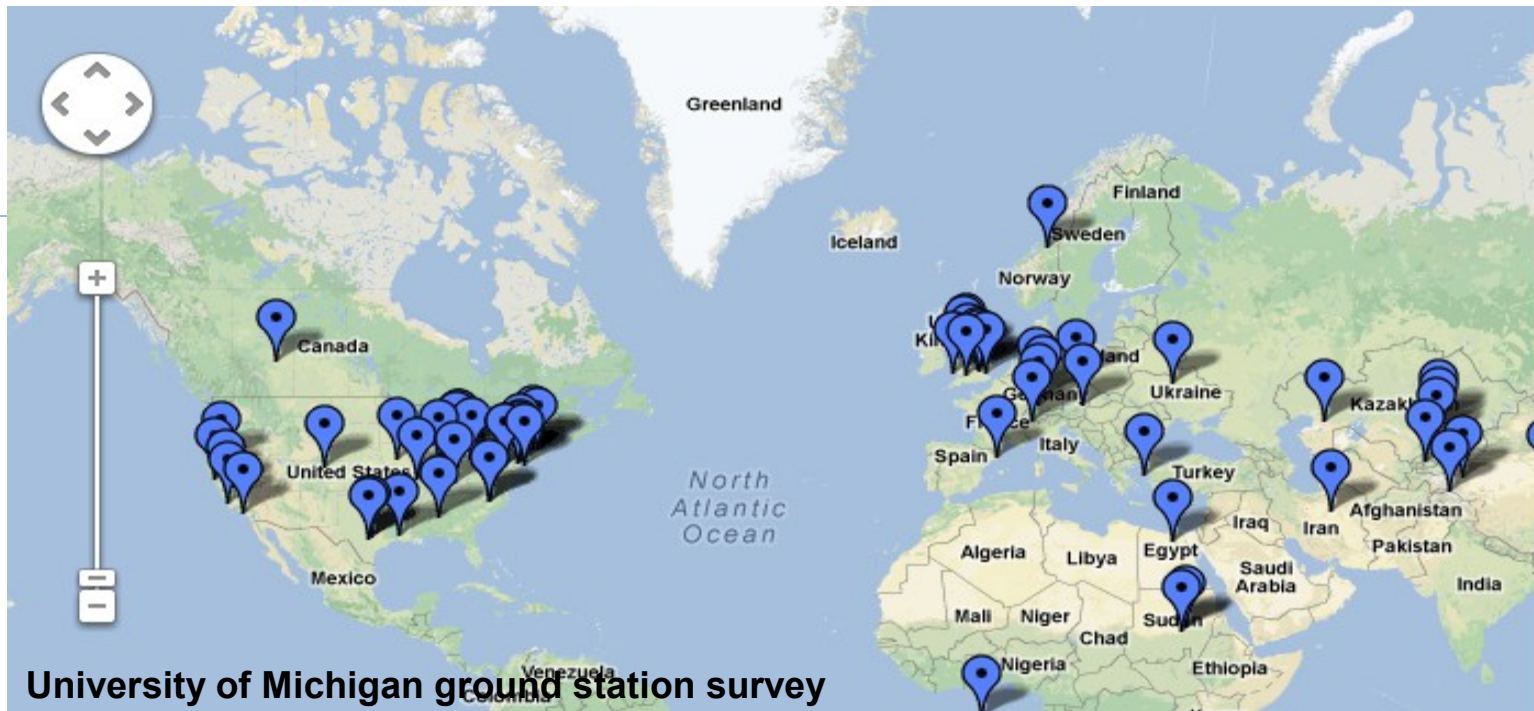 Greenland
Finland
Iceland
Sweden
Norway
Canada
land
Ukraine
United States
Spain
Italy
Turkey
North
Atlantic
Ocean
Iraq
Iran
Afghanistan
Pakistan
Algeria
Libya
Egypt
Saudi
Arabia
India
Mexico
Mali
Niger
Chad
Sudan
Nigeria
Ethiopia
Venezuela
Colombia
University of Michigan ground station survey